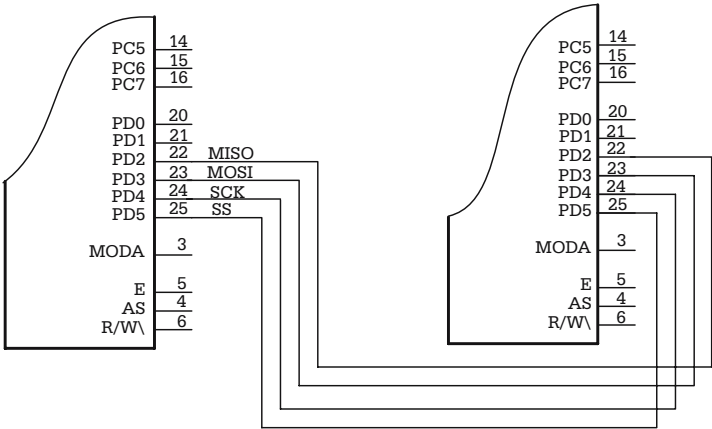 PC5 14
PC6 15
PC7 16
PD0 20
PD1 21
PD2 22 MISO
PD3 23 MOSI
PD4 24 SCK
PD5 25 SS
MODA 3
E 5
AS 4
R/W\ 6
PC5 14
PC6 15
PC7 16
PD0 20
PD1 21
PD2 22
PD3 23
PD4 24
PD5 25
MODA 3
E 5
AS 4
R/W\ 6